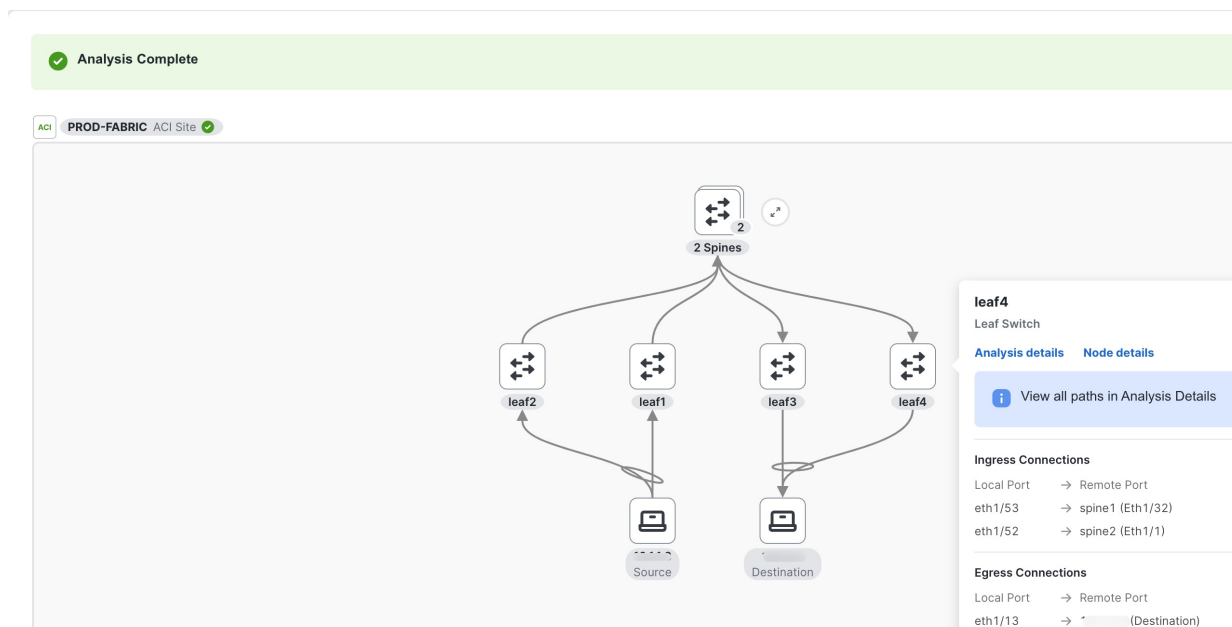 Analysis Complete
ACI PROD-FABRIC ACI Site
2
2 Spines
leaf2
leaf1
leaf3
leaf4
Source
Destination
leaf4
Leaf Switch
Analysis details Node details
View all paths in Analysis Details
Ingress Connections
Local Port → Remote Port
eth1/53 → spine1 (Eth1/32)
eth1/52 → spine2 (Eth1/1)
Egress Connections
Local Port → Remote Port
eth1/13 → (Destination)